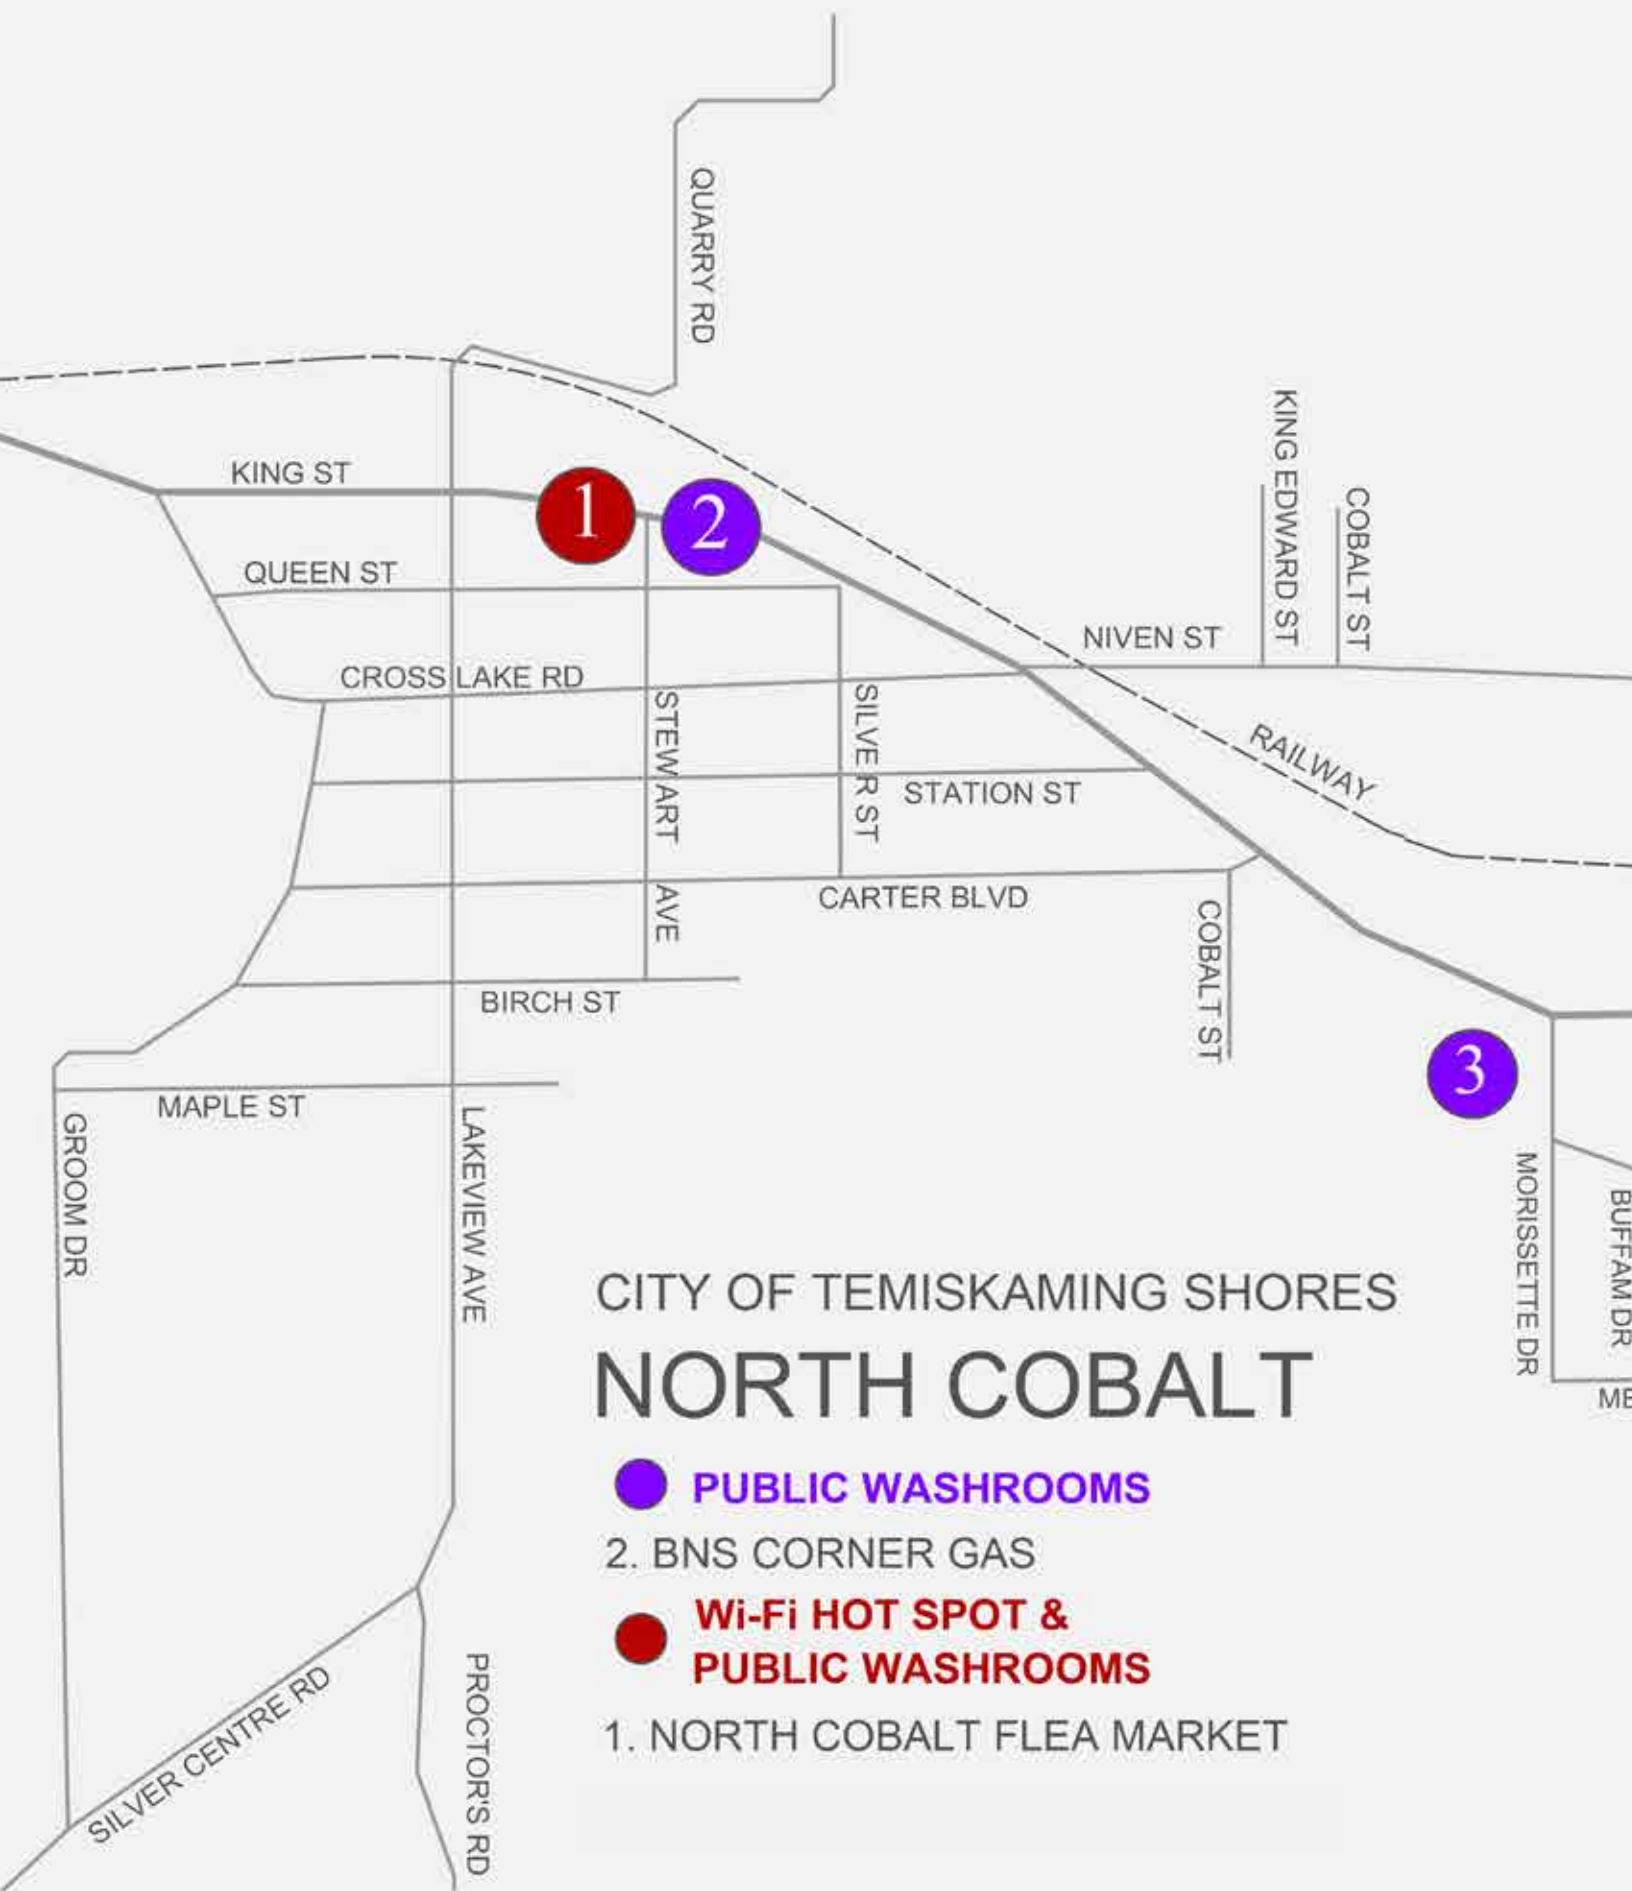 QUARRY RD
KING ST
1
2
KING EDWARD ST
COBALT ST
QUEEN ST
NIVEN ST
CROSS LAKE RD
STEWART AVE
SILVER ST
RAILWAY
STATION ST
CARTER BLVD
COBALT ST
BIRCH ST
3
MAPLE ST
GROOM DR
LAKEVIEW AVE
MORISSETTE DR
BUFFAM DR
ME
CITY OF TEMISKAMING SHORES
NORTH COBALT
PUBLIC WASHROOMS
2. BNS CORNER GAS
Wi-Fi HOT SPOT &
PUBLIC WASHROOMS
1. NORTH COBALT FLEA MARKET
SILVER CENTRE RD
PROCTOR'S RD